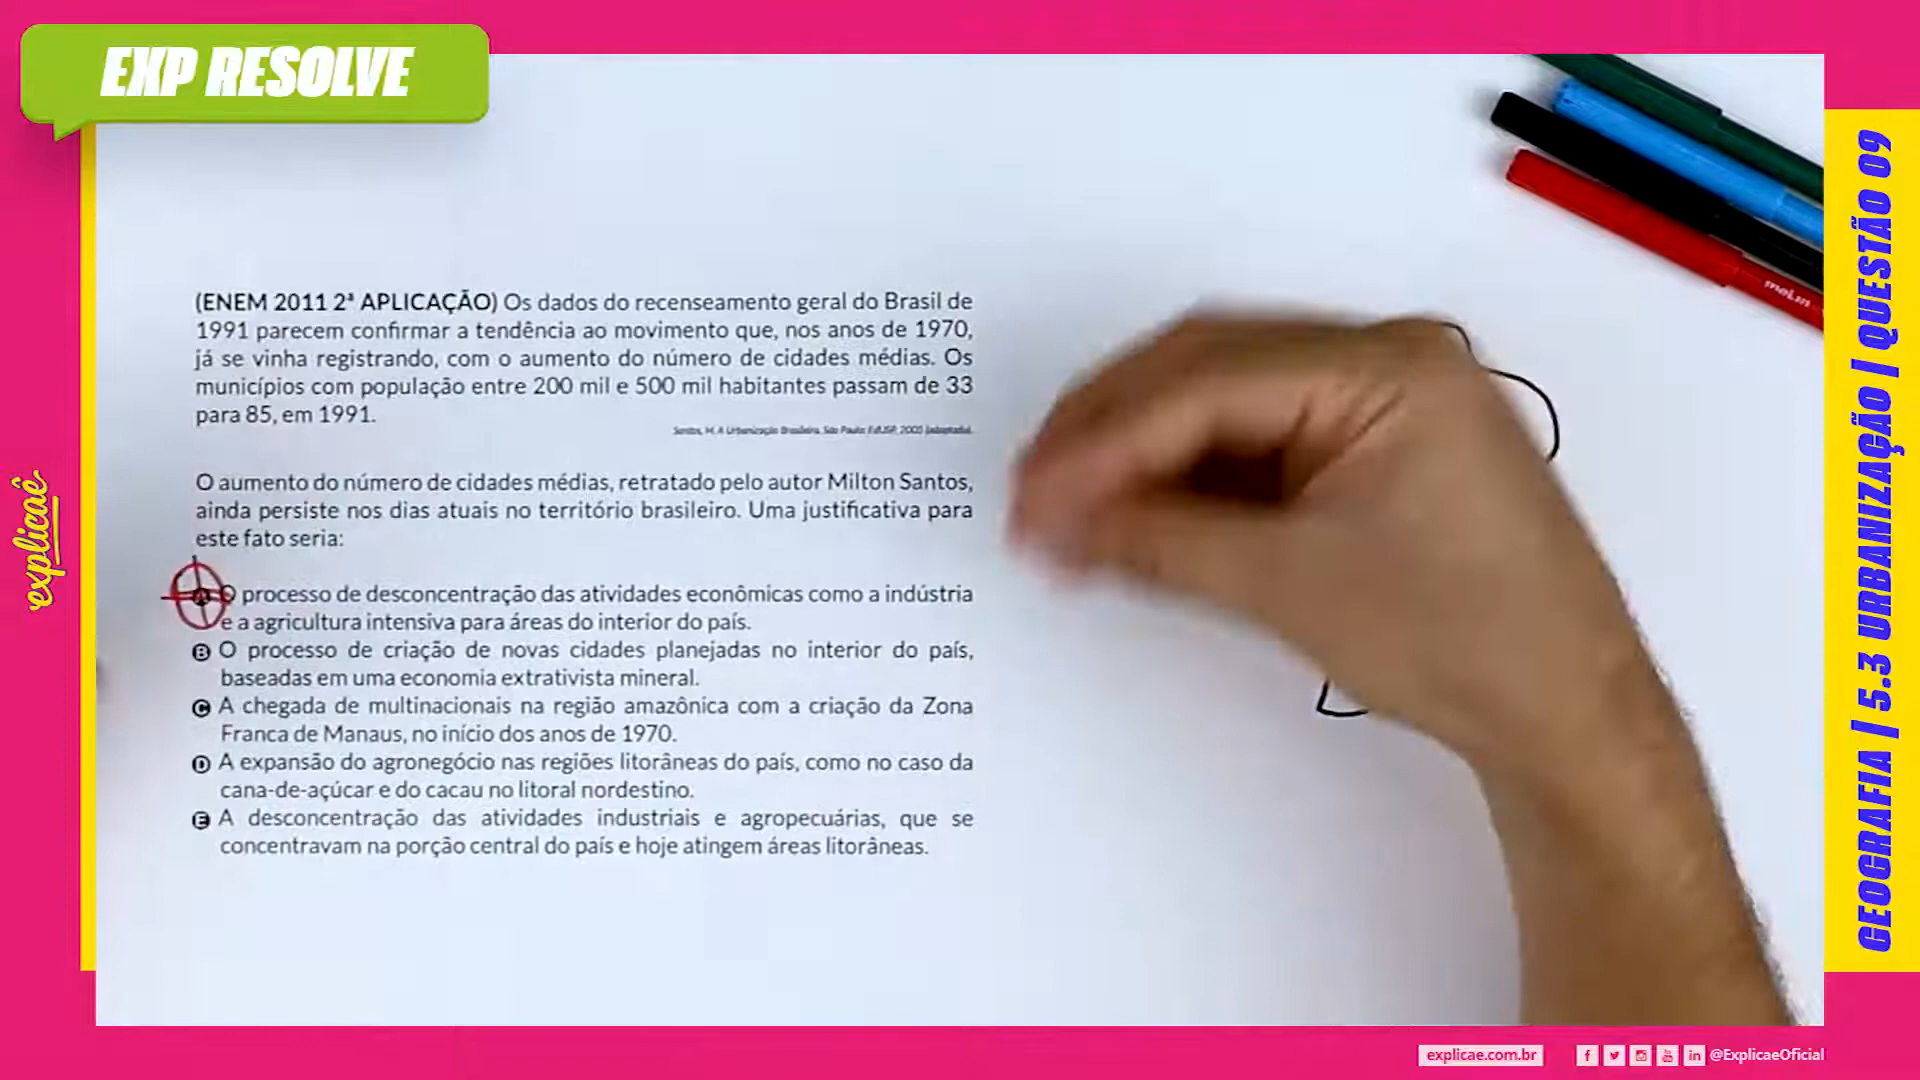 EXP RESOLVE
(ENEM 2011 2ª APLICAÇÃO) Os dados do recenseamento geral do Brasil de
1991 parecem confirmar a tendência ao movimento que, nos anos de 1970,
já se vinha registrando, com o aumento do número de cidades médias. Os
municípios com população entre 200 mil e 500 mil habitantes passam de 33
para 85, em 1991.
Santos, M. A Urbanização Brasileira. São Paulo: EdUSP, 2005 (adaptado).
O aumento do número de cidades médias, retratado pelo autor Milton Santos,
ainda persiste nos dias atuais no território brasileiro. Uma justificativa para
este fato seria:
A O processo de desconcentração das atividades econômicas como a indústria
e a agricultura intensiva para áreas do interior do país.
B O processo de criação de novas cidades planejadas no interior do país,
baseadas em uma economia extrativista mineral.
C A chegada de multinacionais na região amazônica com a criação da Zona
Franca de Manaus, no início dos anos de 1970.
D A expansão do agronegócio nas regiões litorâneas do país, como no caso da
cana-de-açúcar e do cacau no litoral nordestino.
E A desconcentração das atividades industriais e agropecuárias, que se
concentravam na porção central do país e hoje atingem áreas litorâneas.
molin
GEOGRAFIA | 5.3 URBANIZAÇÃO | QUESTÃO 09
explicaê
explicae.com.br
@ExplicaeOficial